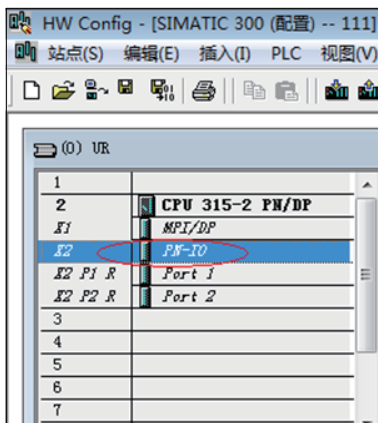 HW Config - [SIMATIC 300 (配置) -- 111]
站点(S) 编辑(E) 插入(I) PLC 视图(V)
(0) UR
1
2 CPU 315-2 PN/DP
X1 MPI/DP
X2 PN-IO
X2 P1 R Port 1
X2 P2 R Port 2
3
4
5
6
7